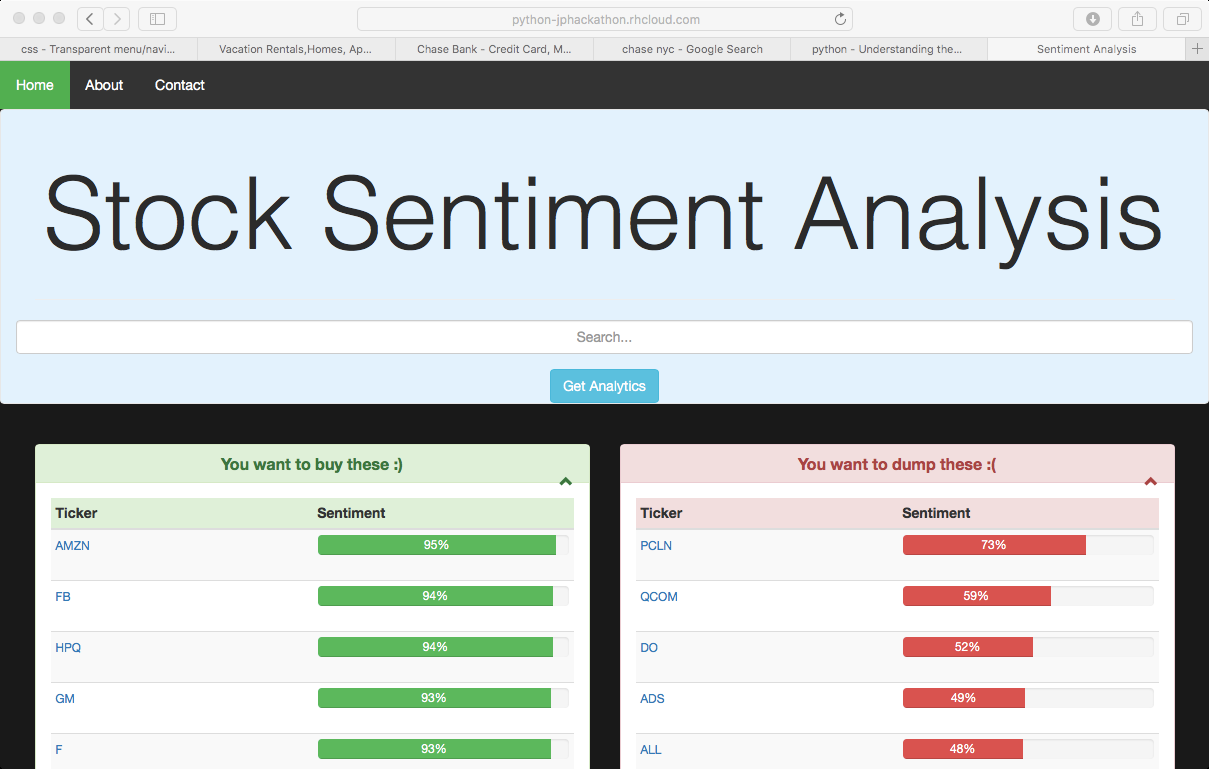 python-jphackathon.rhcloud.com
css - Transparent menu/navi...
Vacation Rentals,Homes, Ap...
Chase Bank - Credit Card, M...
chase nyc - Google Search
python - Understanding the...
Sentiment Analysis
Home About Contact
Stock Sentiment Analysis
Search...
Get Analytics
You want to buy these :)
Ticker Sentiment
AMZN 95%
FB 94%
HPQ 94%
GM 93%
F 93%
You want to dump these :(
Ticker Sentiment
PCLN 73%
QCOM 59%
DO 52%
ADS 49%
ALL 48%